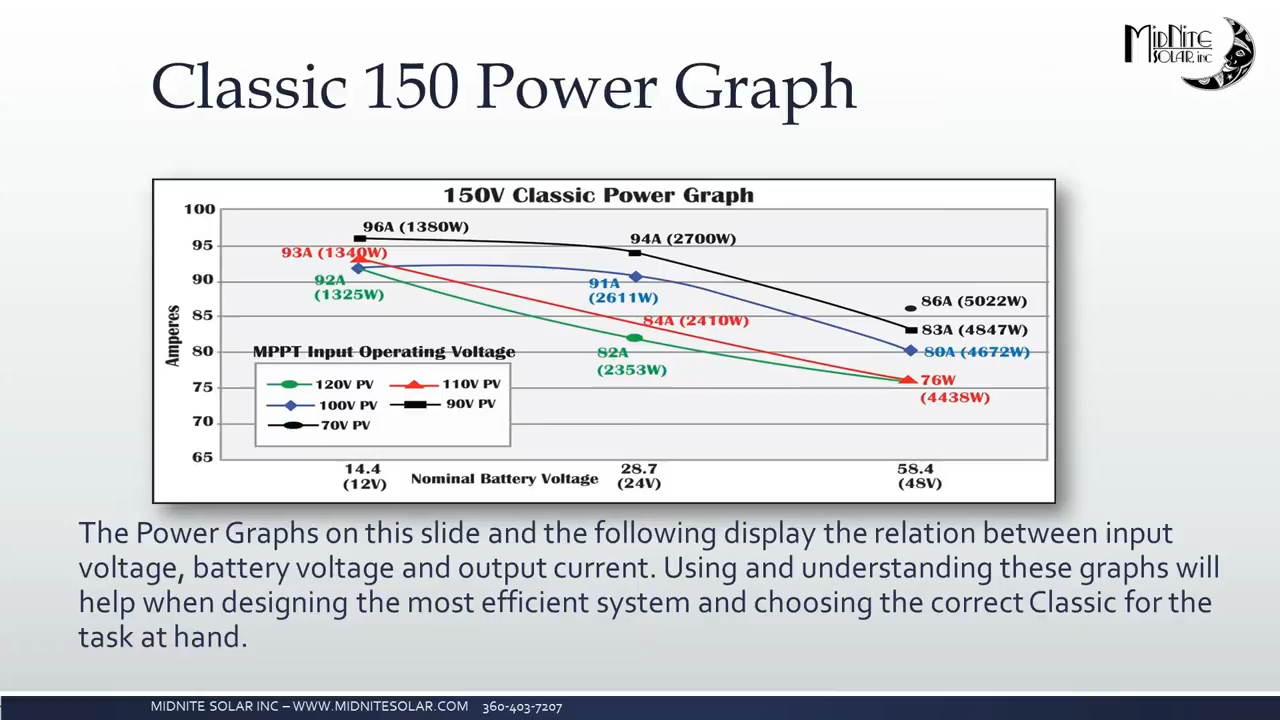 MIDNITE
SOLAR, INC
Classic 150 Power Graph
150V Classic Power Graph
100
95
90
85
80
75
70
65
Amperes
96A (1380W)
93A (1340W)
92A
(1325W)
94A (2700W)
91A
(2611W)
84A (2410W)
82A
(2353W)
86A (5022W)
83A (4847W)
80A (4672W)
76W
(4438W)
MPPT Input Operating Voltage
120V PV
110V PV
100V PV
90V PV
70V PV
14.4
(12V)
Nominal Battery Voltage
28.7
(24V)
58.4
(48V)
The Power Graphs on this slide and the following display the relation between input
voltage, battery voltage and output current. Using and understanding these graphs will
help when designing the most efficient system and choosing the correct Classic for the
task at hand.
MIDNITE SOLAR INC – WWW.MIDNITESOLAR.COM 360-403-7207